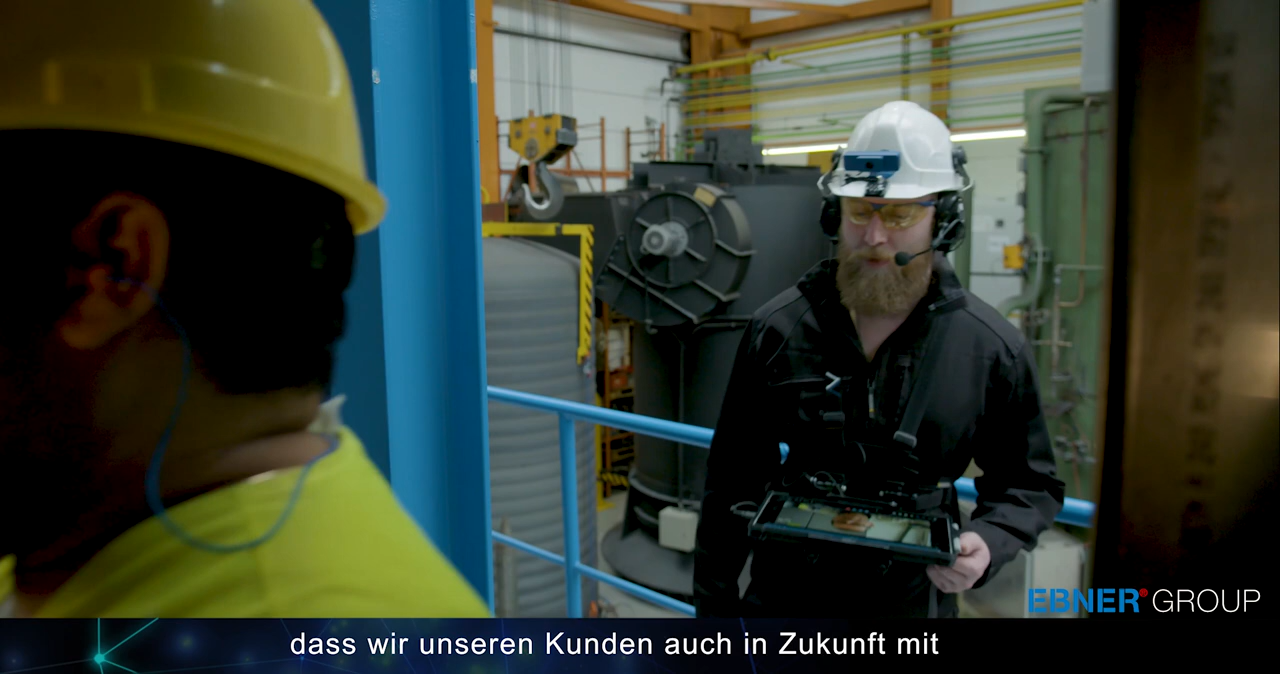 EBNER GROUP
dass wir unseren Kunden auch in Zukunft mit